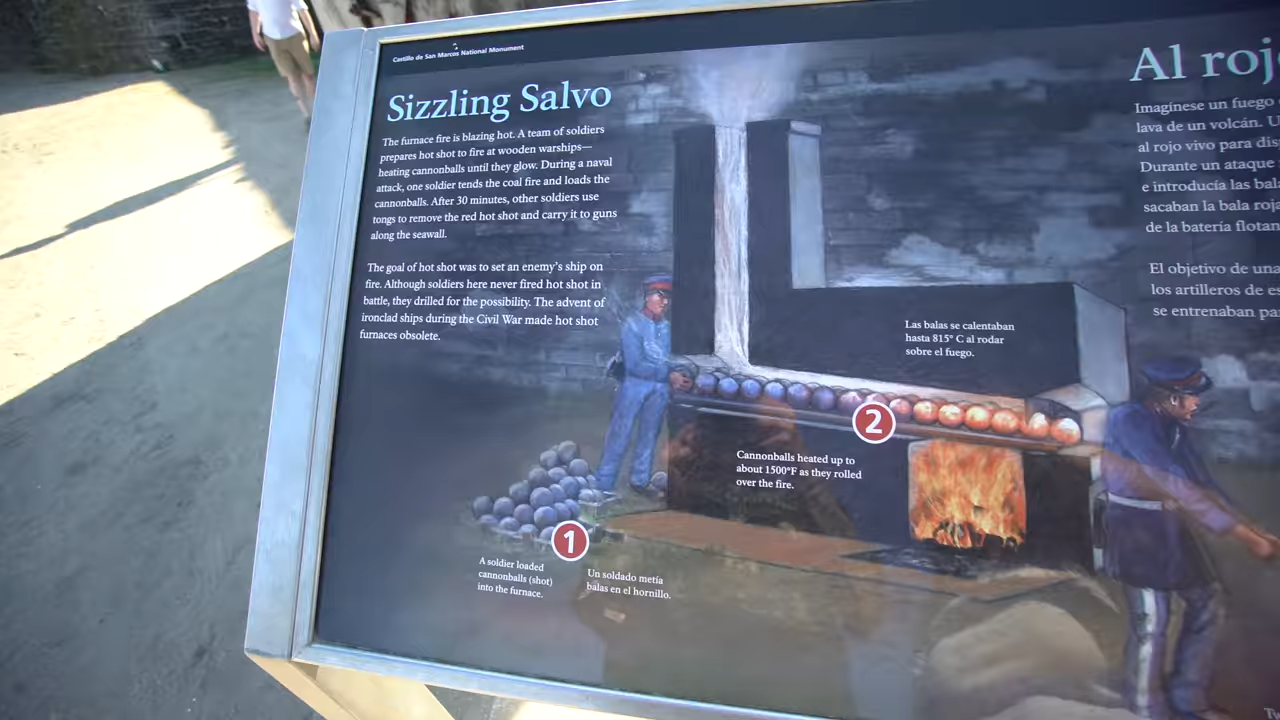 Castillo de San Marcos National Monument
Sizzling Salvo
The furnace fire is blazing hot. A team of soldiers
prepares hot shot to fire at wooden warships—
heating cannonballs until they glow. During a naval
attack, one soldier tends the coal fire and loads the
cannonballs. After 30 minutes, other soldiers use
tongs to remove the red hot shot and carry it to guns
along the seawall.
The goal of hot shot was to set an enemy's ship on
fire. Although soldiers here never fired hot shot in
battle, they drilled for the possibility. The advent of
ironclad ships during the Civil War made hot shot
furnaces obsolete.
Al roj
Imagínese un fuego
lava de un volcán. U
al rojo vivo para dis
Durante un ataque
e introducía las bal
sacaban la bala roja
de la batería flotan
El objetivo de una
los artilleros de es
se entrenaban pa
Las balas se calentaban
hasta 815° C al rodar
sobre el fuego.
2
Cannonballs heated up to
about 1500°F as they rolled
over the fire.
1
A soldier loaded
cannonballs (shot)
into the furnace.
Un soldado metía
balas en el hornillo.